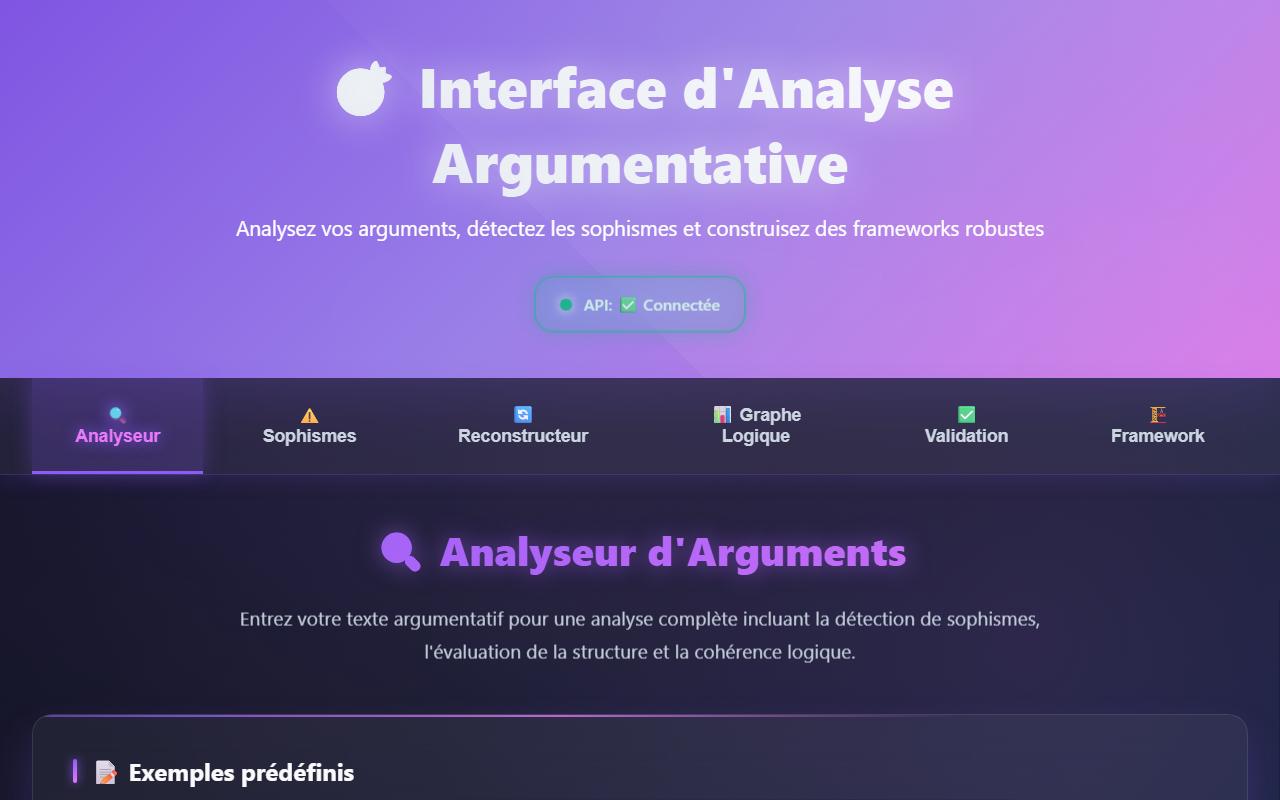 Interface d'Analyse
Argumentative
Analysez vos arguments, détectez les sophismes et construisez des frameworks robustes
API: ✅ Connectée
🔍
Analyseur
⚠️
Sophismes
🔄
Reconstructeur
📊 Graphe
Logique
✅
Validation
🏗️
Framework
🔍 Analyseur d'Arguments
Entrez votre texte argumentatif pour une analyse complète incluant la détection de sophismes,
l'évaluation de la structure et la cohérence logique.
📝 Exemples prédéfinis